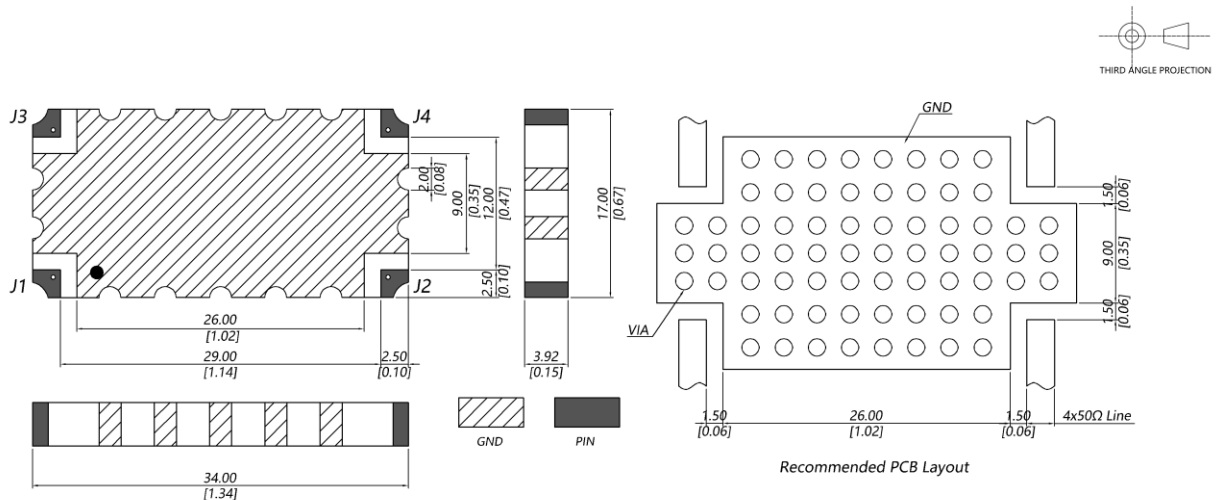 THIRD ANGLE PROJECTION
J3
J4
J1
J2
2.00
[0.08]
9.00
[0.35]
12.00
[0.47]
2.50
[0.10]
26.00
[1.02]
29.00
[1.14]
2.50
[0.10]
17.00
[0.67]
3.92
[0.15]
34.00
[1.34]
GND
PIN
GND
VIA
1.50
[0.06]
9.00
[0.35]
1.50
[0.06]
1.50
[0.06]
26.00
[1.02]
1.50
[0.06]
4x50Ω Line
Recommended PCB Layout